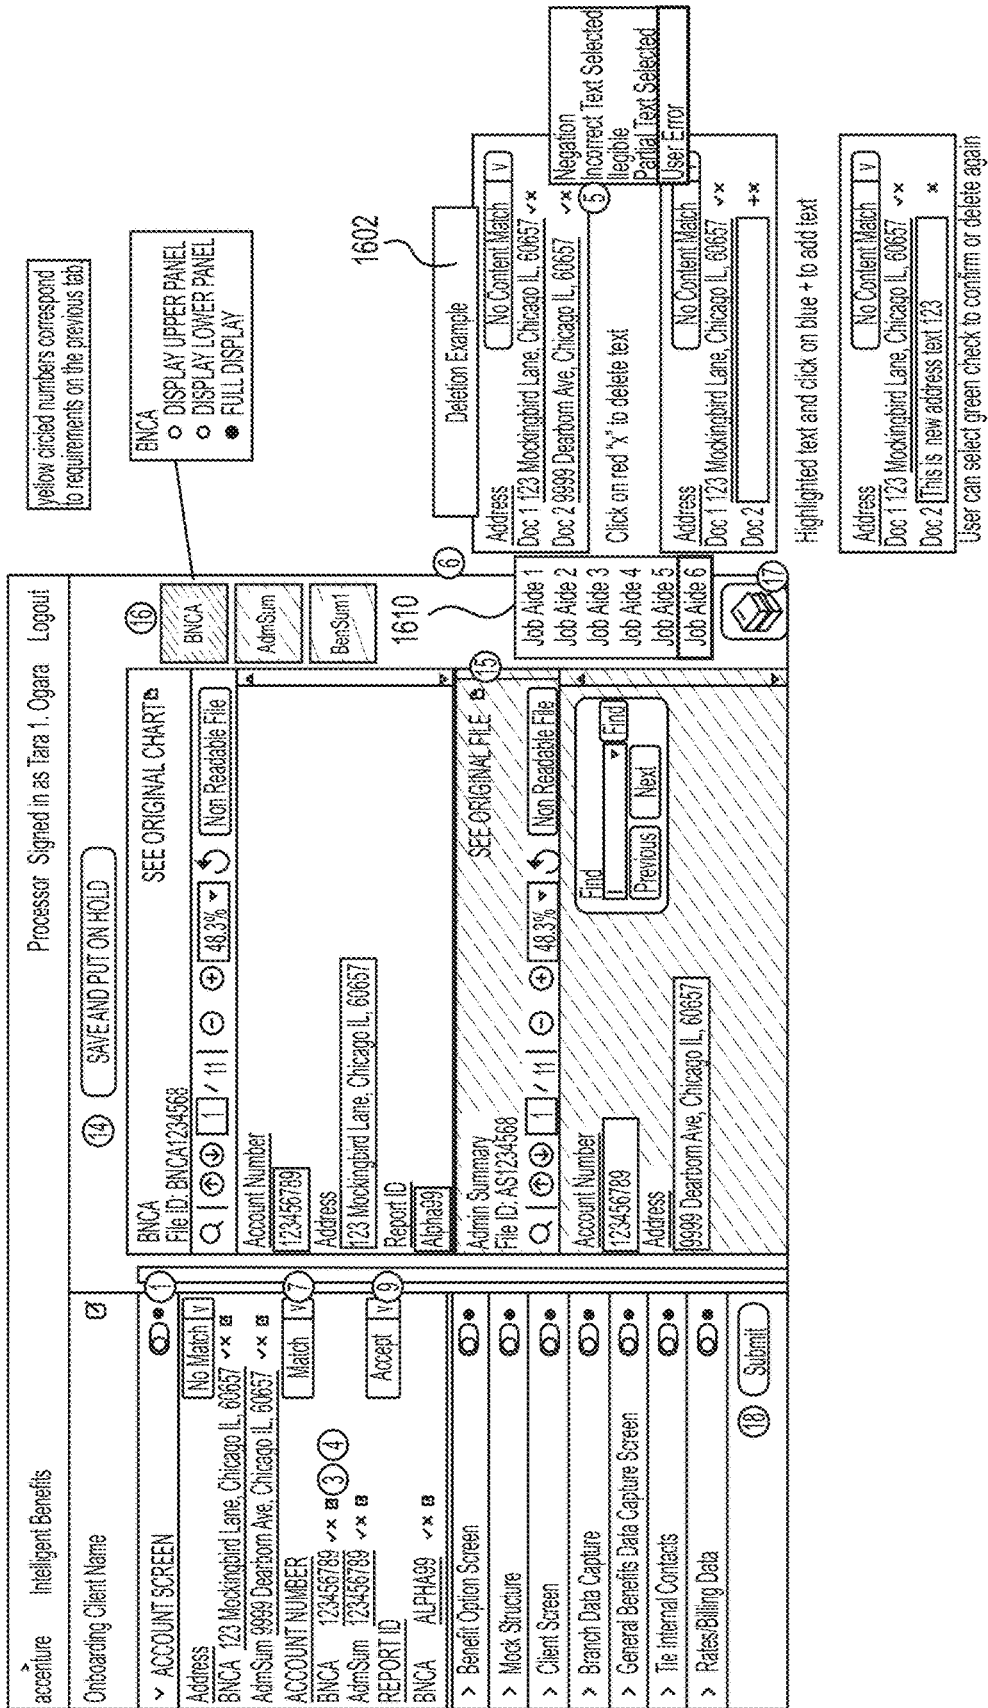 accenture Intelligent Benefits Processor Signed in as Tara 1. Ogara Logout
Onboarding Client Name
14 SAVE AND PUT ON HOLD
ACCOUNT SCREEN 1
Address No Match v
BNCA 123 Mockingbird Lane, Chicago IL, 60657
AdmSum 9999 Dearborn Ave, Chicago IL, 60657
ACCOUNT NUMBER Match v 7
BNCA 123456789 3 4
AdmSum 123456789
REPORT ID Accept v 9
BNCA ALPHA99
> Benefit Option Screen
> Mock Structure
> Client Screen
> Branch Data Capture
> General Benefits Data Capture Screen
> Tie Internal Contacts
> Rates/Billing Data
18 Submit
BNCA SEE ORIGINAL CHART
File ID: BNCA1234568
1 / 11 48.3% Non Readable File
Account Number
123456789
Address
123 Mockingbird Lane, Chicago IL, 60657
Report ID
Alpha99
Admin Summary SEE ORIGINAL FILE 15
File ID: AS1234568
1 / 11 48.3% Non Readable File
Account Number
123456789
Address
9999 Dearborn Ave, Chicago IL, 60657
Find
Find
Previous Next
16
BNCA
AdmSum
BenSum1
1610
6
Job Aide 1
Job Aide 2
Job Aide 3
Job Aide 4
Job Aide 5
Job Aide 6
17
yellow circled numbers correspond
to requirements on the previous tab
BNCA
DISPLAY UPPER PANEL
DISPLAY LOWER PANEL
FULL DISPLAY
1602
Deletion Example
Address No Content Match v
Doc 1 123 Mockingbird Lane, Chicago IL, 60657
Doc 2 9999 Dearborn Ave, Chicago IL, 60657
5
Negation
Incorrect Text Selected
Ilegible
Partial Text Selected
User Error
Click on red "x" to delete text
Address No Content Match v
Doc 1 123 Mockingbird Lane, Chicago IL, 60657
Doc 2
Highlighted text and click on blue + to add text
Address No Content Match v
Doc 1 123 Mockingbird Lane, Chicago IL, 60657
Doc 2 This is new address text 123
User can select green check to confirm or delete again